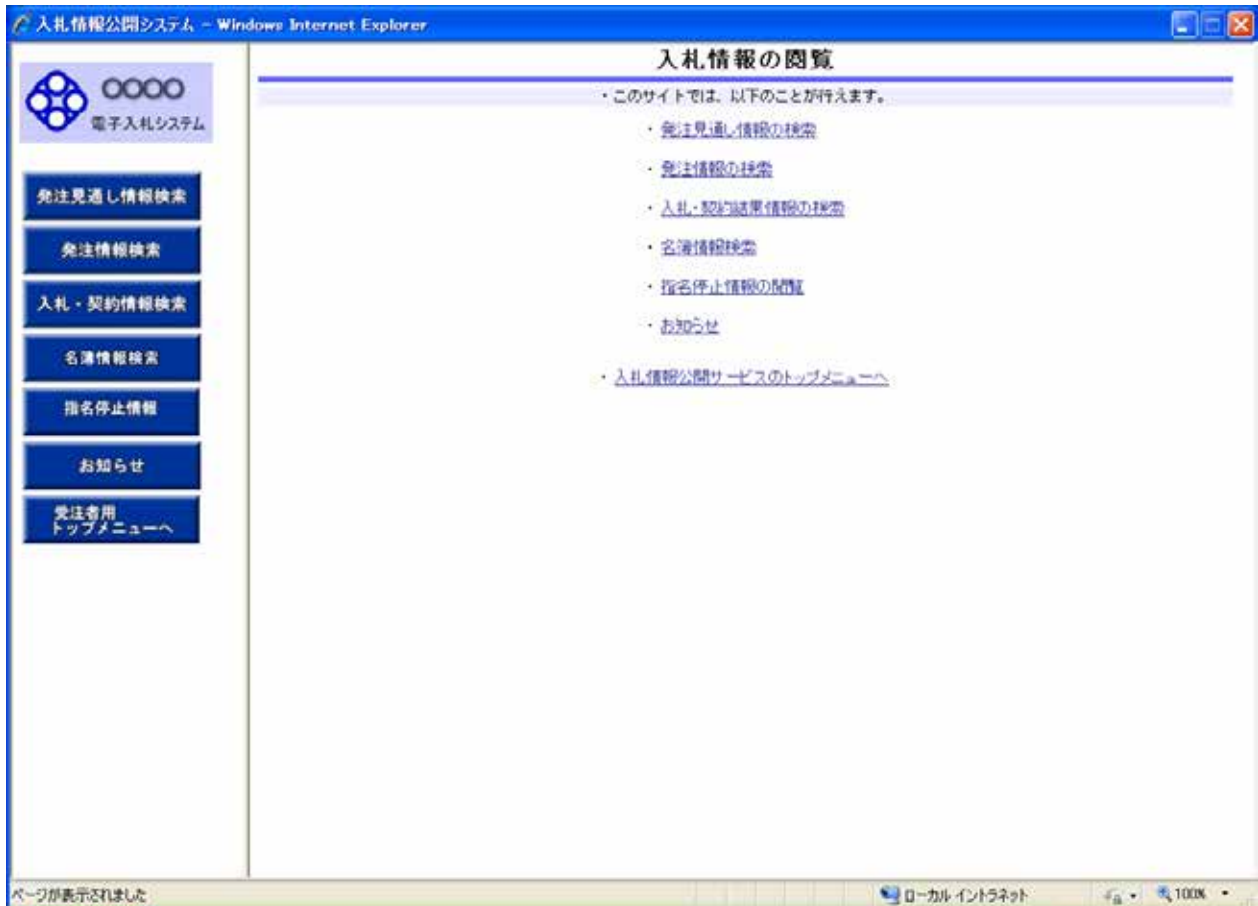 入札情報公開システム - Windows Internet Explorer
○○○○
電子入札システム
発注見通し情報検索
発注情報検索
入札・契約情報検索
名簿情報検索
指名停止情報
お知らせ
受注者用
トップメニューへ
入札情報の閲覧
・このサイトでは、以下のことが行えます。
・発注見通し情報の検索
・発注情報の検索
・入札・契約結果情報の検索
・名簿情報検索
・指名停止情報の閲覧
・お知らせ
・入札情報公開サービスのトップメニューへ
ページが表示されました
ローカル イントラネット
100%